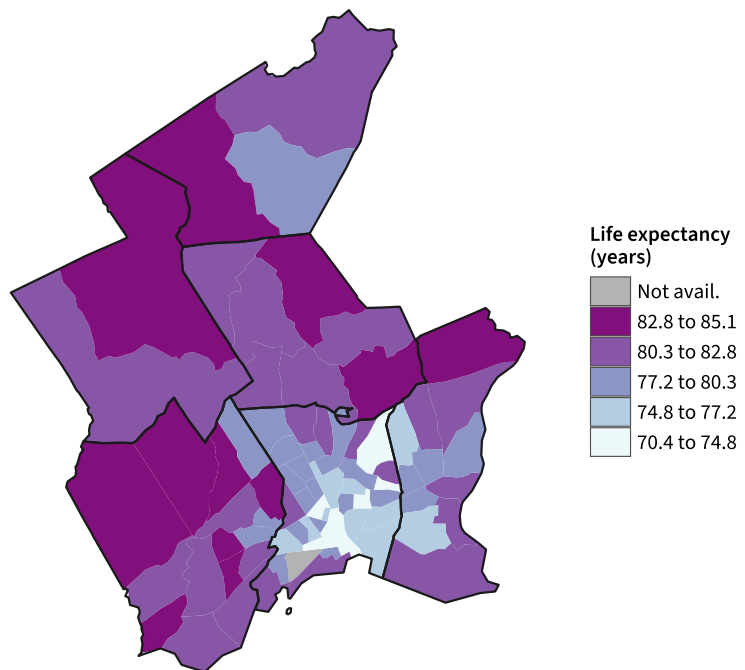 Life expectancy
(years)
Not avail.
82.8 to 85.1
80.3 to 82.8
77.2 to 80.3
74.8 to 77.2
70.4 to 74.8